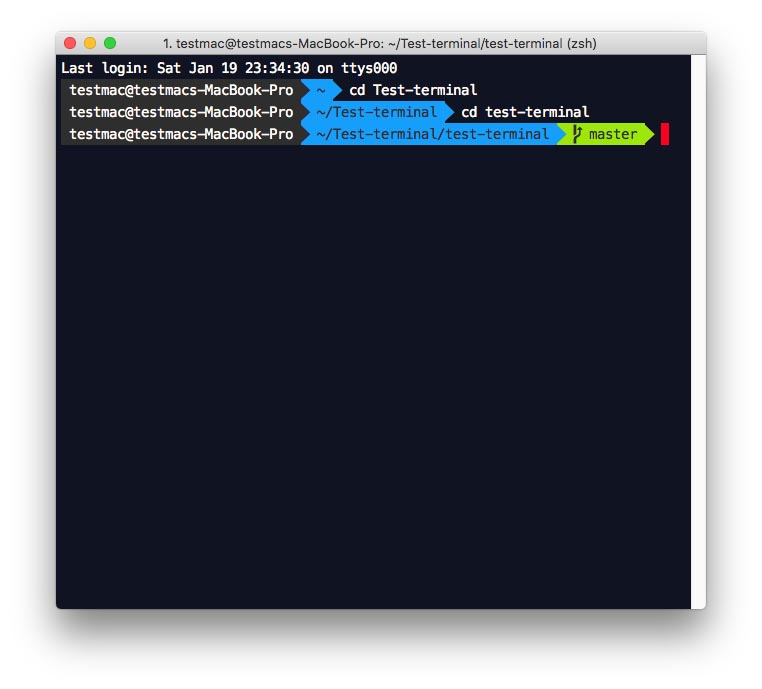 1. testmac@testmacs-MacBook-Pro: ~/Test-terminal/test-terminal (zsh)
Last login: Sat Jan 19 23:34:30 on ttys000
testmac@testmacs-MacBook-Pro ~ cd Test-terminal
testmac@testmacs-MacBook-Pro ~/Test-terminal cd test-terminal
testmac@testmacs-MacBook-Pro ~/Test-terminal/test-terminal master